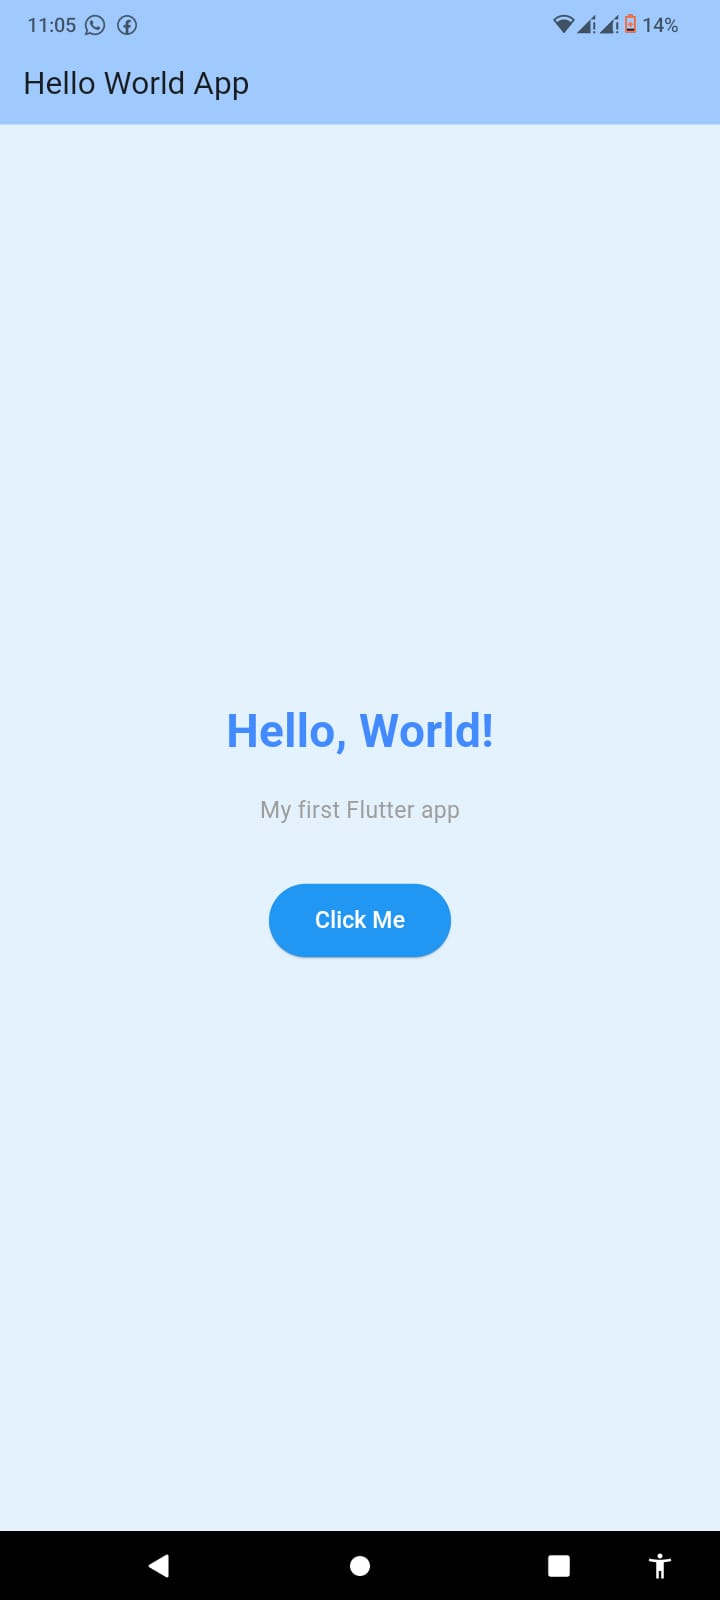 11:05 14%
Hello World App
Hello, World!
My first Flutter app
Click Me